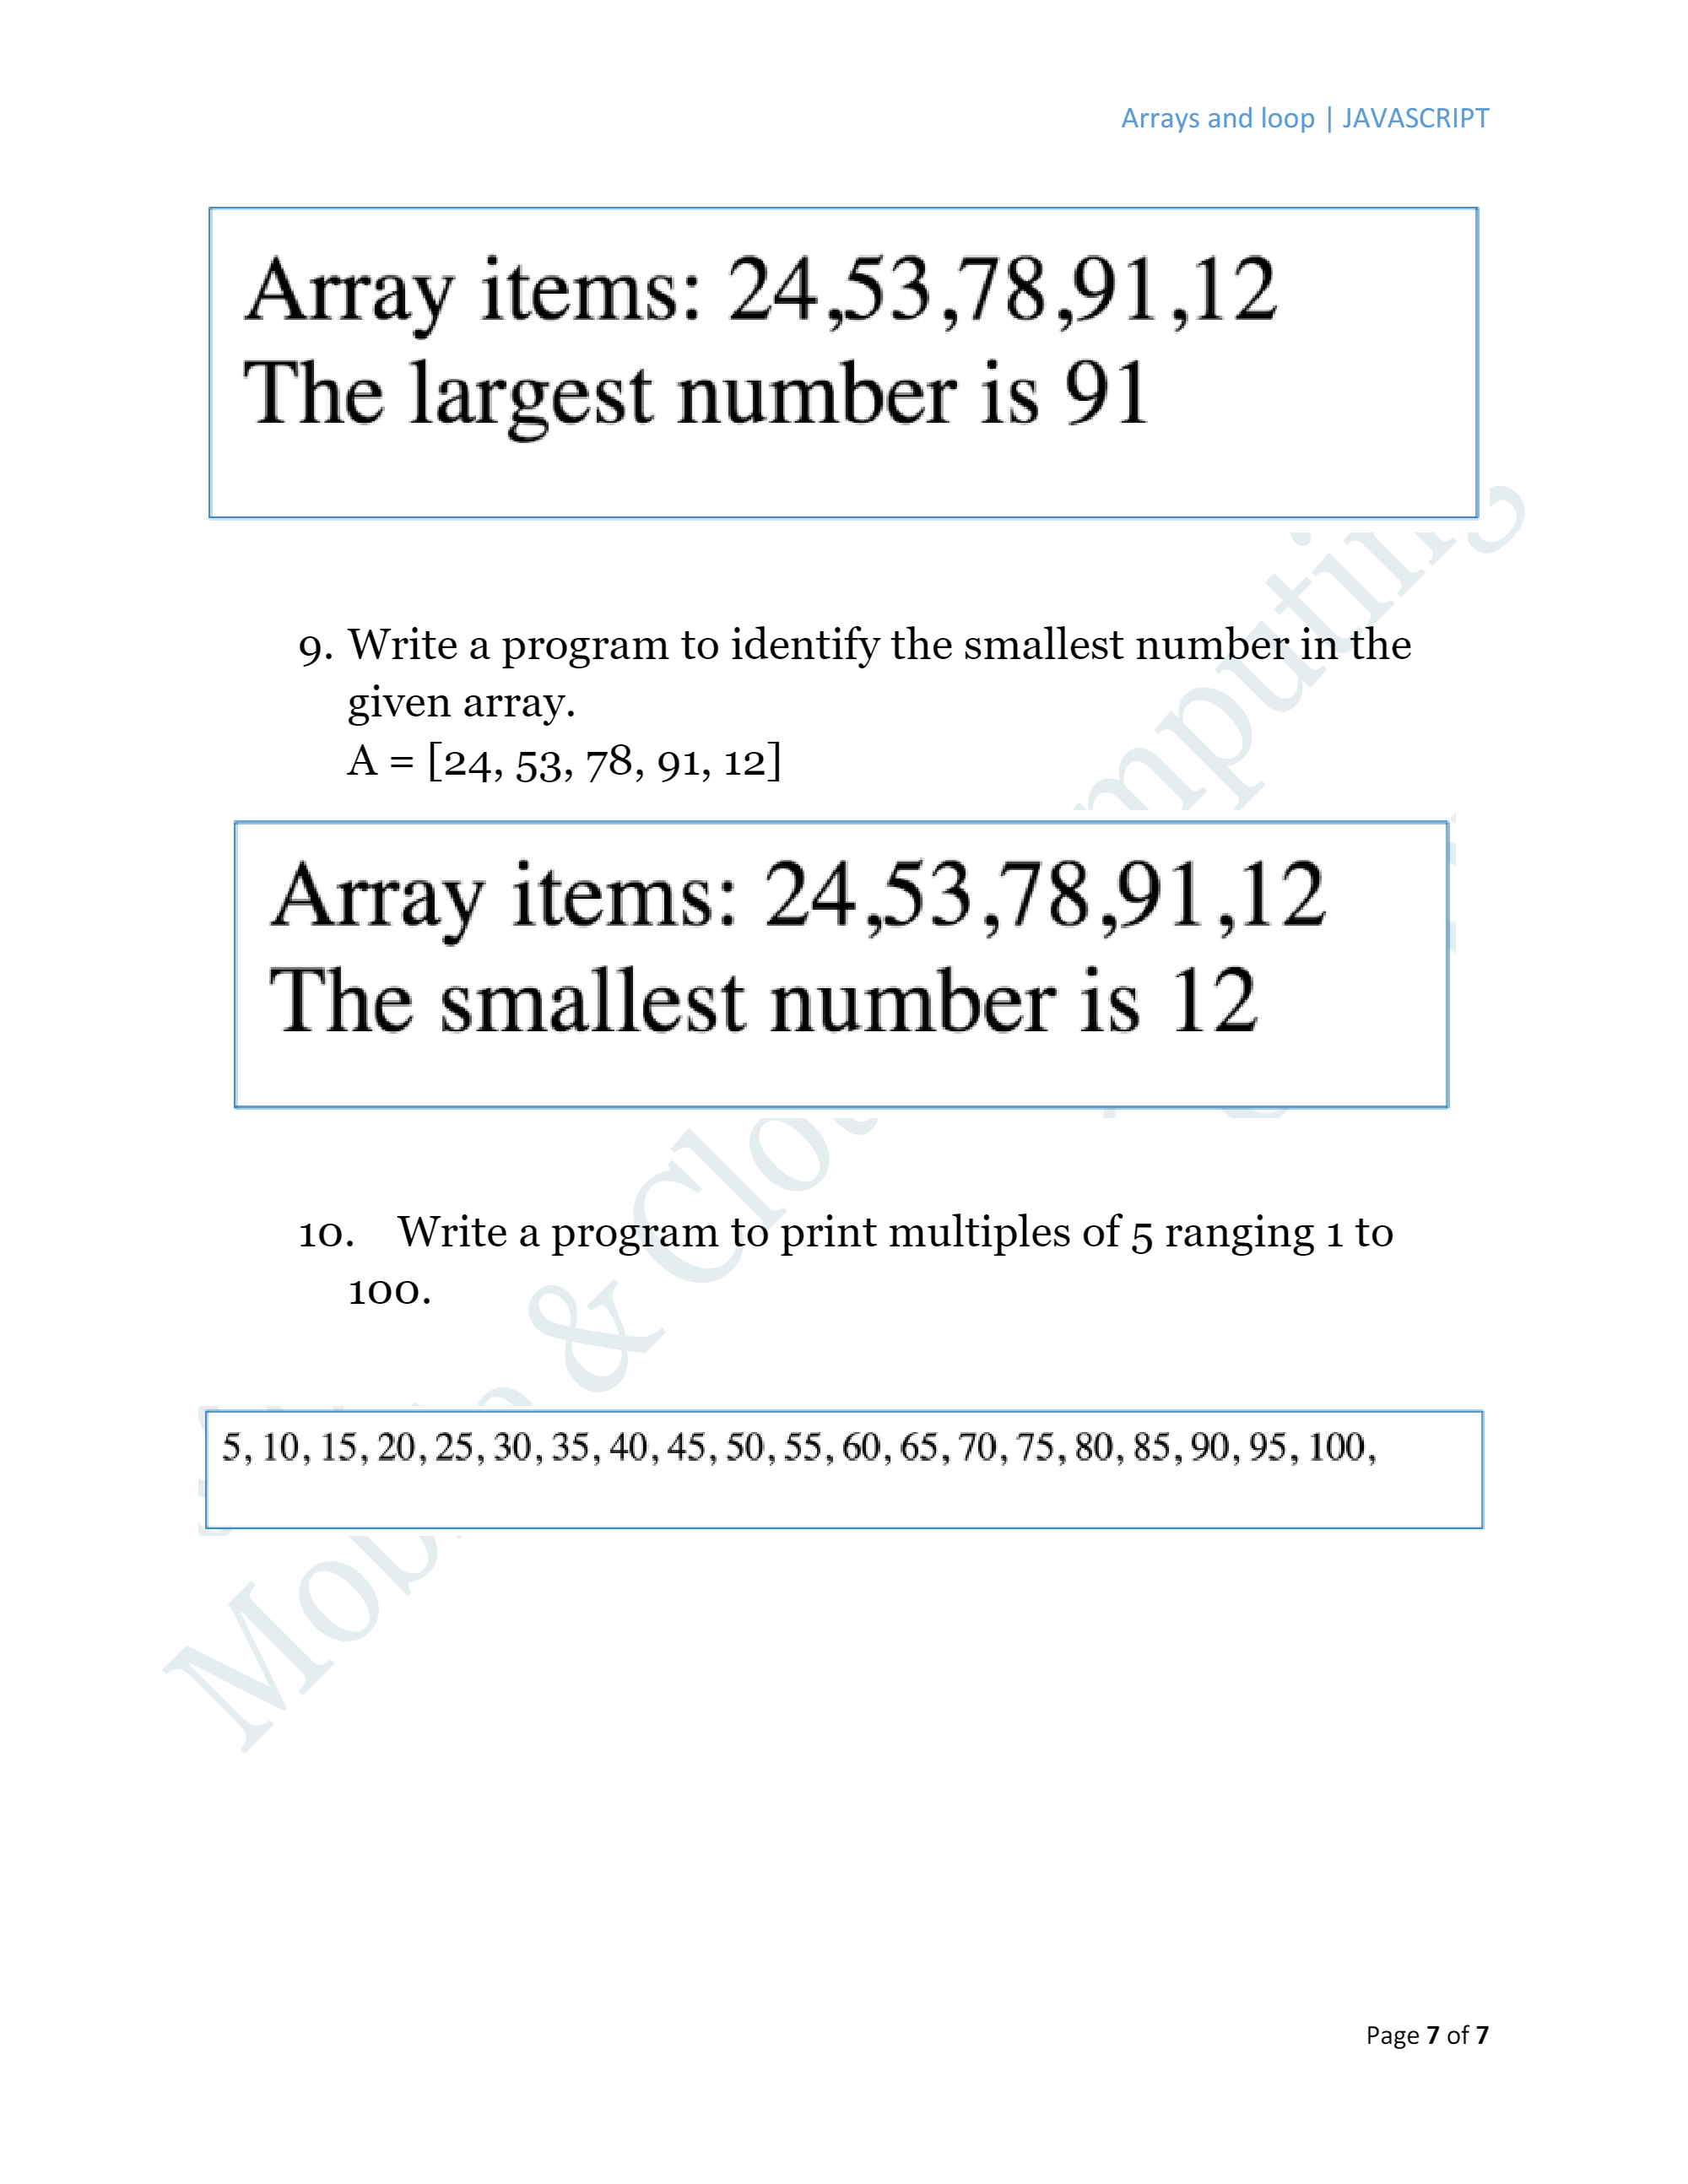 Arrays and loop | JAVASCRIPT
Array items: 24,53,78,91,12
The largest number is 91
9. Write a program to identify the smallest number in the
given array.
A = [24, 53, 78, 91, 12]
Array items: 24,53,78,91,12
The smallest number is 12
10. Write a program to print multiples of 5 ranging 1 to
100.
5, 10, 15, 20, 25, 30, 35, 40, 45, 50, 55, 60, 65, 70, 75, 80, 85, 90, 95, 100,
Page 7 of 7